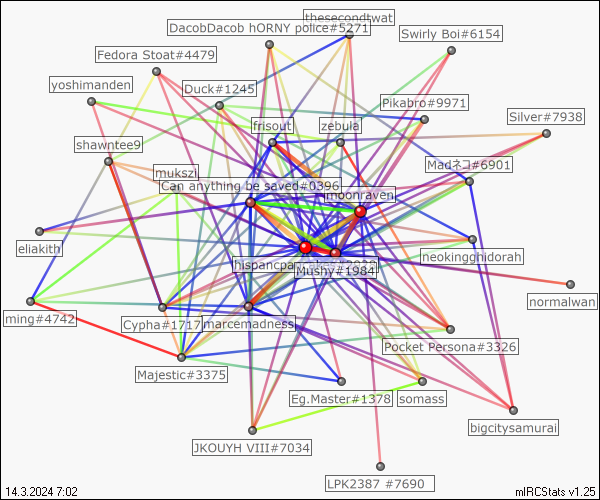 thesecondtwat
DacobDacob hORNY police#5271
Swirly Boi#6154
Fedora Stoat#4479
yoshimanden
Duck#1245
Pikabro#9971
Silver#7938
frisout
zebula
shawntee9
Madネコ#6901
mukszi
Can anything be saved#0396
moonraven
eliakith
neokingghidorah
Mushy#1984
normalwan
ming#4742
Cypha#1717
marcemadness
Pocket Persona#3326
Majestic#3375
Eg.Master#1378
somass
bigcitysamurai
JKOUYH VIII#7034
LPK2387 #7690
14.3.2024 7:02
mIRCStats v1.25